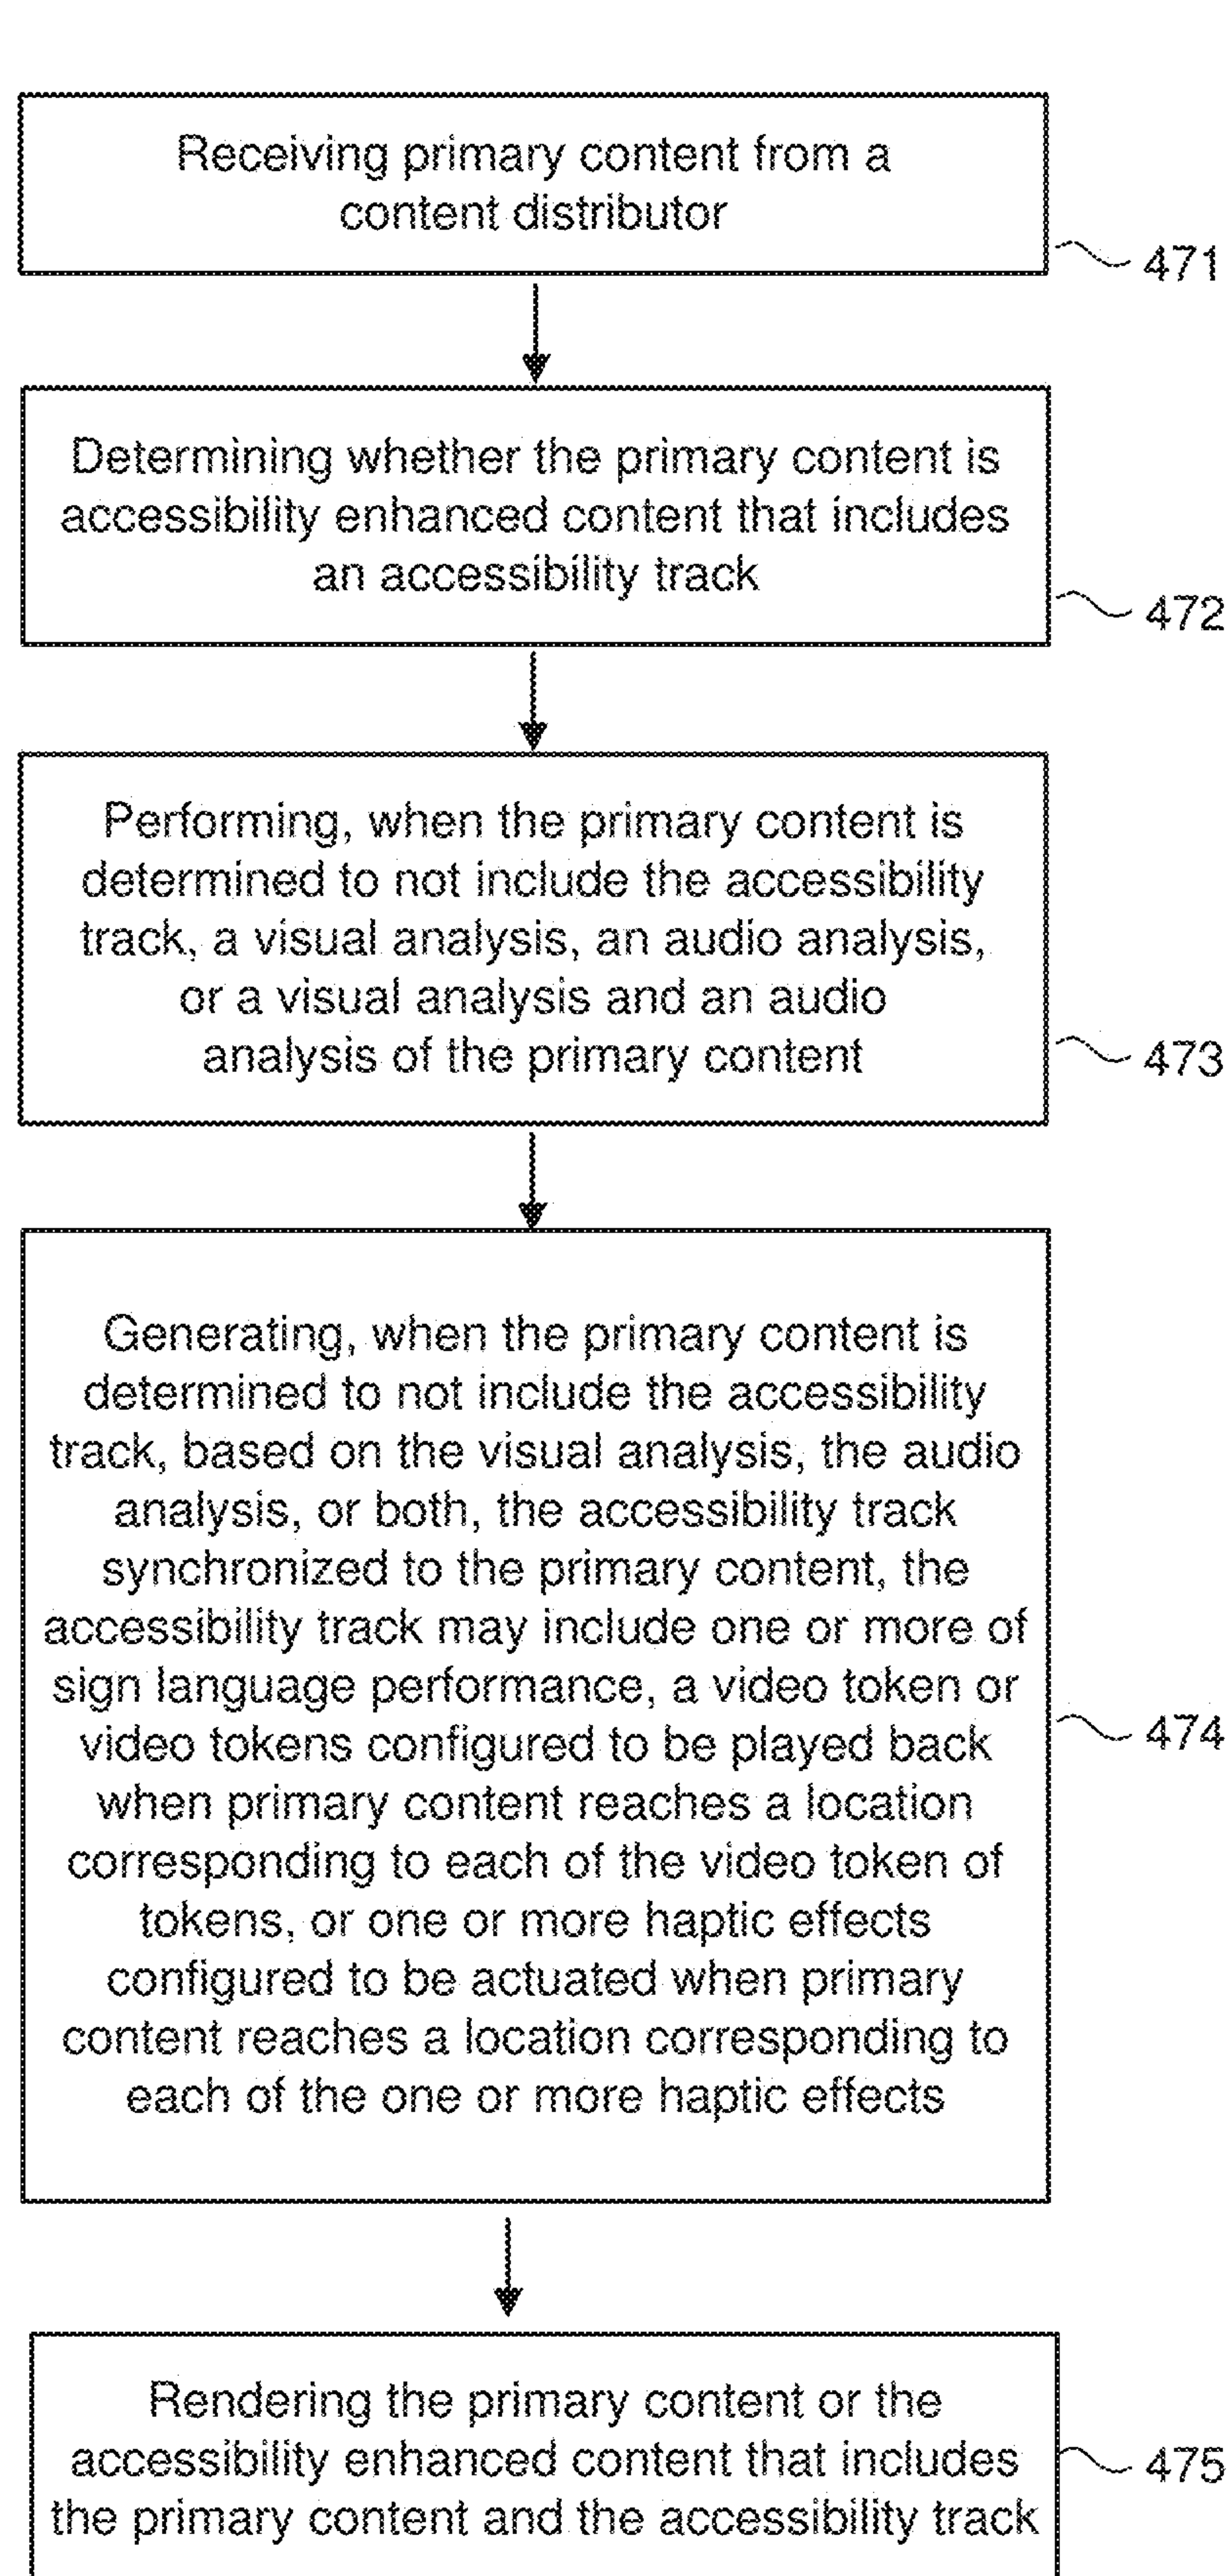 Receiving primary content from a
content distributor
471
Determining whether the primary content is
accessibility enhanced content that includes
an accessibility track
472
Performing, when the primary content is
determined to not include the accessibility
track, a visual analysis, an audio analysis,
or a visual analysis and an audio
analysis of the primary content
473
Generating, when the primary content is
determined to not include the accessibility
track, based on the visual analysis, the audio
analysis, or both, the accessibility track
synchronized to the primary content, the
accessibility track may include one or more of
sign language performance, a video token or
video tokens configured to be played back
when primary content reaches a location
corresponding to each of the video token of
tokens, or one or more haptic effects
configured to be actuated when primary
content reaches a location corresponding to
each of the one or more haptic effects
474
Rendering the primary content or the
accessibility enhanced content that includes
the primary content and the accessibility track
475